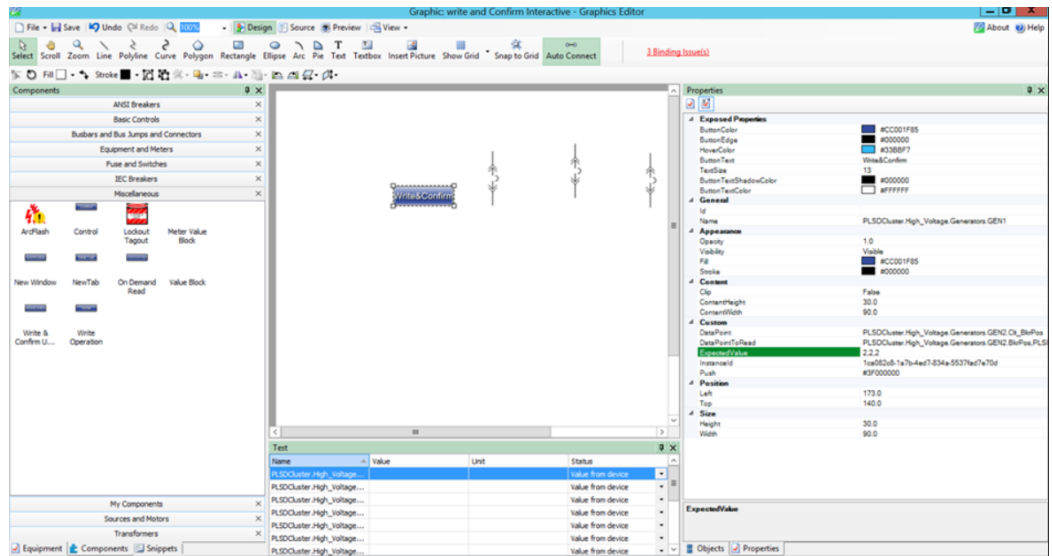 Graphic: write and Confirm Interactive - Graphics Editor
File Save Undo Redo 100% Design Source Preview View About Help
Select Scroll Zoom Line Polyline Curve Polygon Rectangle Ellipse Arc Pie Text Textbox Insert Picture Show Grid Snap to Grid Auto Connect 3 Binding Issue(s)
Fill Stroke
Components
ANSI Breakers
Basic Controls
Busbars and Bus Jumps and Connectors
Equipment and Meters
Fuse and Switches
IEC Breakers
Miscellaneous
ArcFlash Control Lockout Tagout Meter Value Block
New Window NewTab On Demand Read Value Block
Write & Confirm U... Write Operation
My Components
Sources and Motors
Transformers
Equipment Components Snippets
Write&Confirm
Test
Name Value Unit Status
PLSDCluster.High_Voltage... Value from device
PLSDCluster.High_Voltage... Value from device
PLSDCluster.High_Voltage... Value from device
PLSDCluster.High_Voltage... Value from device
PLSDCluster.High_Voltage... Value from device
PLSDCluster.High_Voltage... Value from device
PLSDCluster.High_Voltage... Value from device
Properties
Exposed Properties
ButtonColor #CC001F85
ButtonEdge #000000
HoverColor #33BBF7
ButtonText Write&Confirm
TextSize 13
ButtonTextShadowColor #000000
ButtonTextColor #FFFFFF
General
Id
Name PLSDCluster.High_Voltage.Generators.GEN1
Appearance
Opacity 1.0
Visibility Visible
Fill #CC001F85
Stroke #000000
Content
Clip False
ContentHeight 30.0
ContentWidth 90.0
Custom
DataPoint PLSDCluster.High_Voltage.Generators.GEN2.Ctl_BkrPos
DataPointToRead PLSDCluster.High_Voltage.Generators.GEN2.BkrPos,PLS
ExpectedValue 2,2,2
InstanceId 1ca082c8-1a7b-4ed7-834a-5537fad7a70d
Push #3F000000
Position
Left 173.0
Top 140.0
Size
Height 30.0
Width 90.0
ExpectedValue
Objects Properties